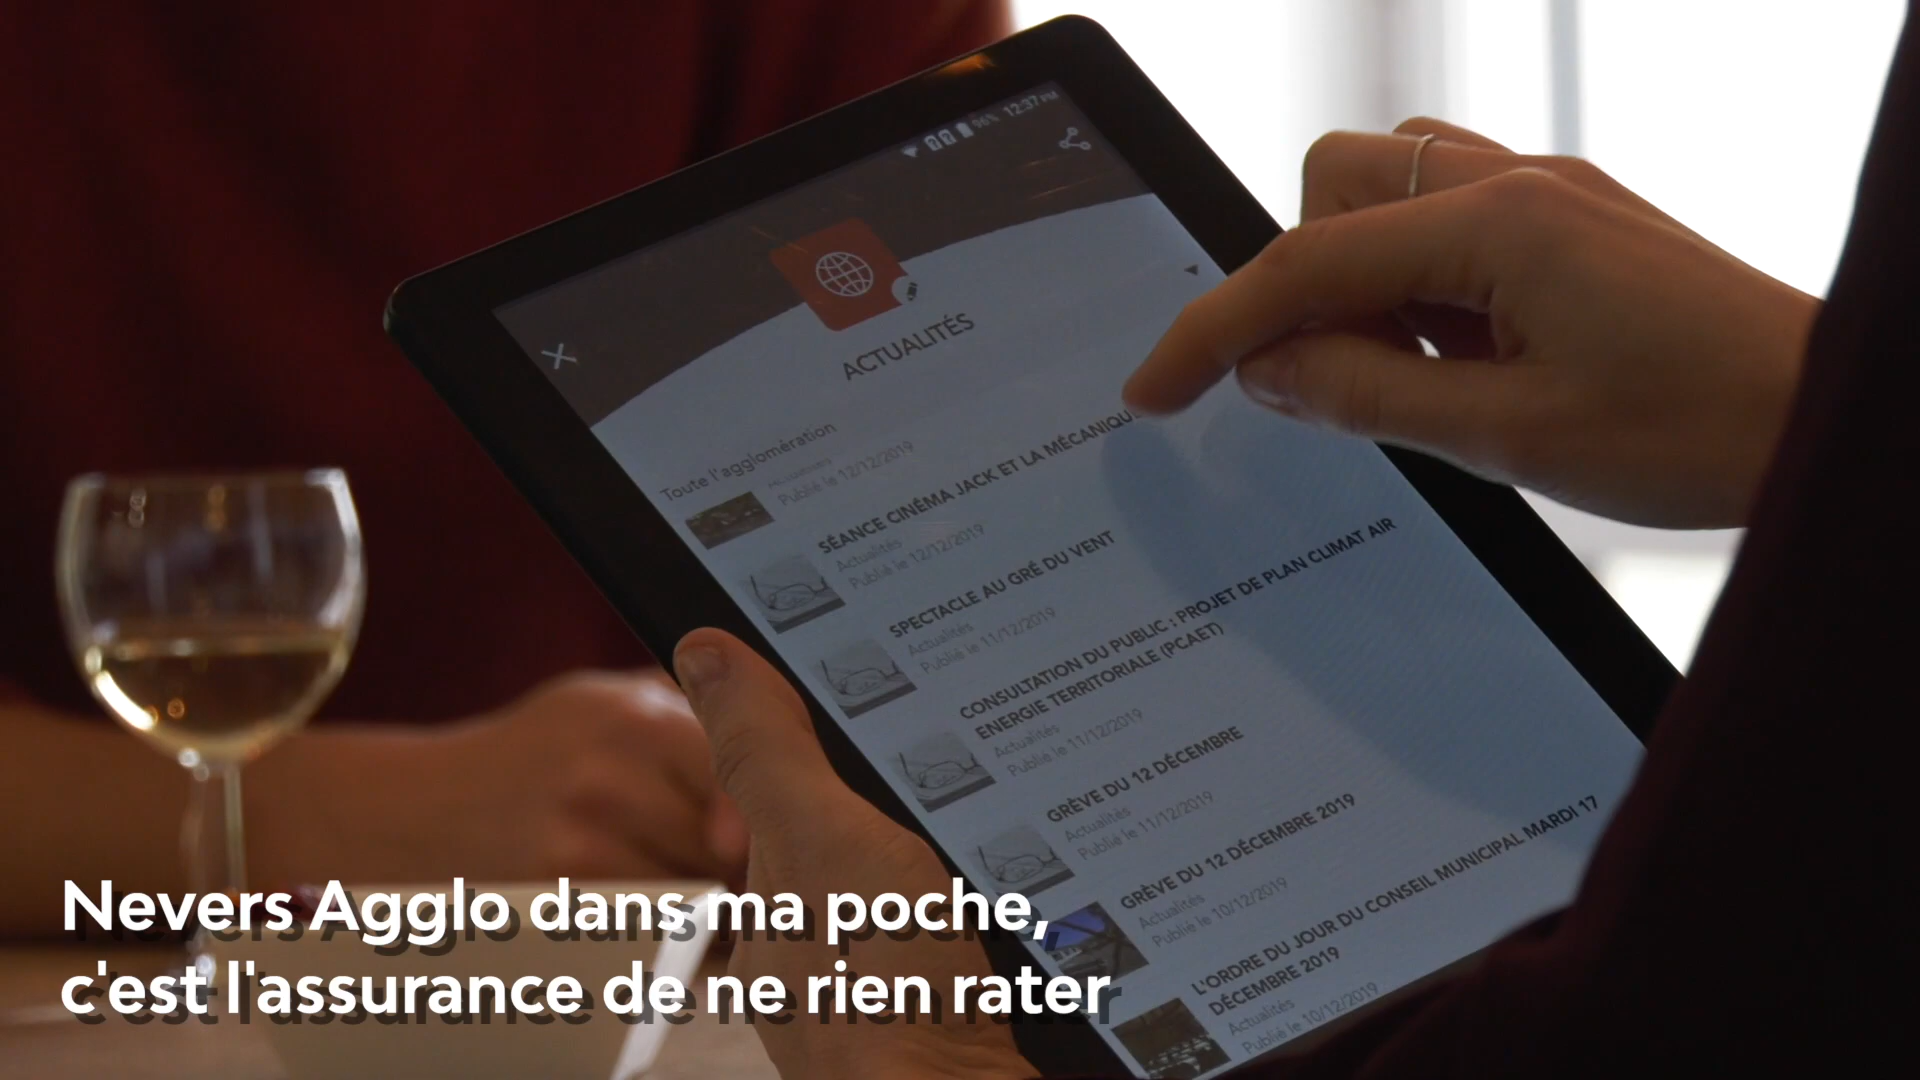 96% 12:37 PM
ACTUALITÉS
Toute l'agglomération
Publié le 12/12/2019
SÉANCE CINÉMA JACK ET LA MÉCANIQUE
Actualités
Publié le 12/12/2019
SPECTACLE AU GRÉ DU VENT
Actualités
Publié le 11/12/2019
CONSULTATION DU PUBLIC : PROJET DE PLAN CLIMAT AIR
ENERGIE TERRITORIALE (PCAET)
Actualités
Publié le 11/12/2019
GRÈVE DU 12 DÉCEMBRE
Actualités
Publié le 11/12/2019
GRÈVE DU 12 DÉCEMBRE 2019
Actualités
Publié le 10/12/2019
L'ORDRE DU JOUR DU CONSEIL MUNICIPAL MARDI 17
DÉCEMBRE 2019
Actualités
Publié le 10/12/2019
Nevers Agglo dans ma poche,
c'est l'assurance de ne rien rater